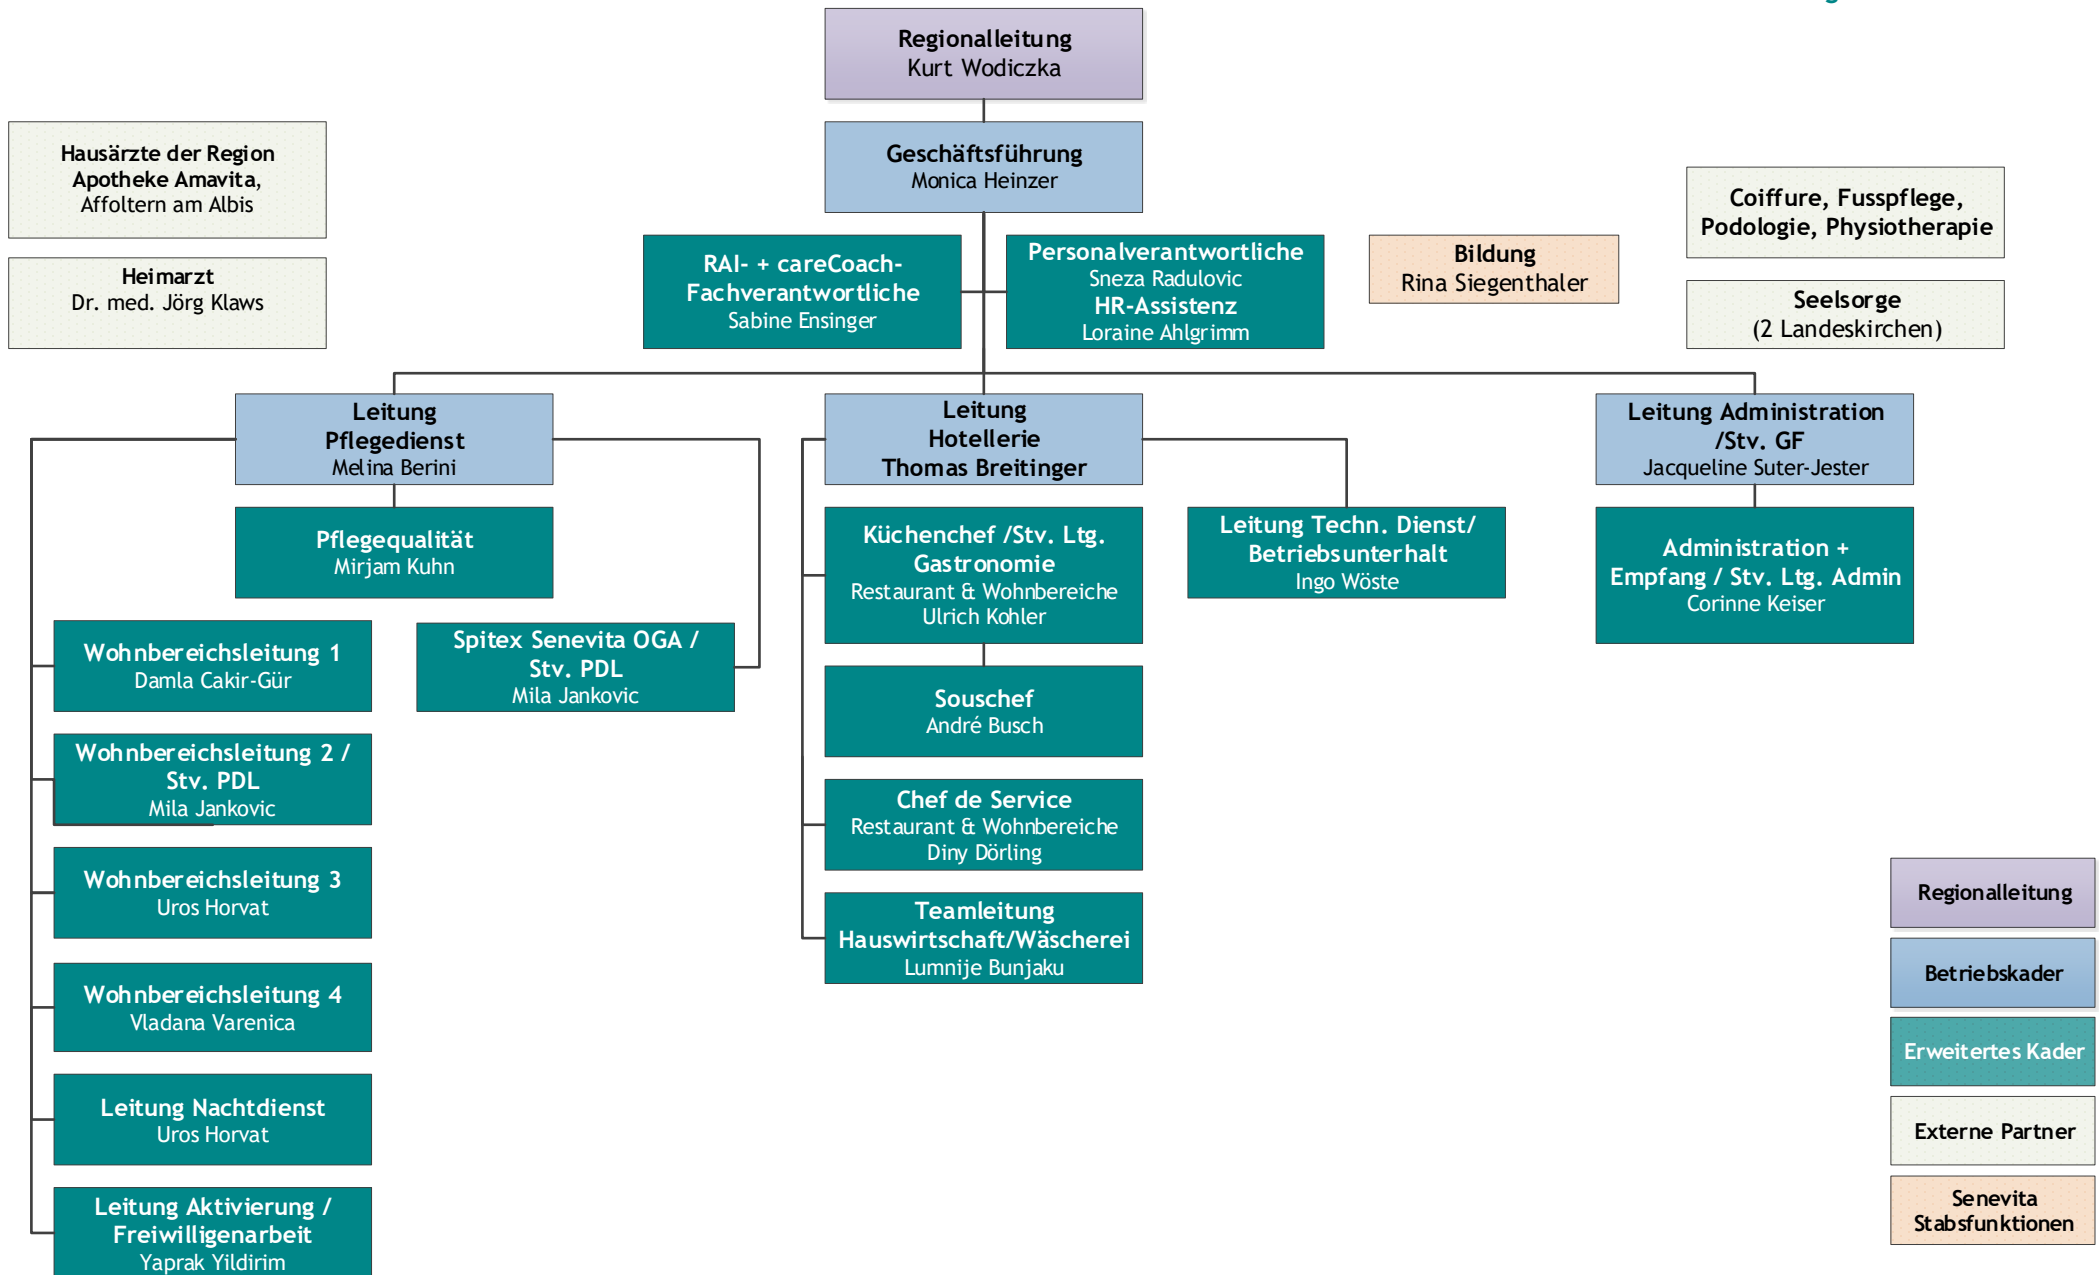 Regionalleitung
Kurt Wodiczka
Geschäftsführung
Monica Heinzer
Hausärzte der Region
Apotheke Amavita,
Affoltern am Albis
Heimarzt
Dr. med. Jörg Klaws
RAI- + careCoach-
Fachverantwortliche
Sabine Ensinger
Personalverantwortliche
Sneza Radulovic
HR-Assistenz
Loraine Ahlgrimm
Bildung
Rina Siegenthaler
Coiffure, Fusspflege,
Podologie, Physiotherapie
Seelsorge
(2 Landeskirchen)
Leitung
Pflegedienst
Melina Berini
Leitung
Hotellerie
Thomas Breitinger
Leitung Administration
/Stv. GF
Jacqueline Suter-Jester
Pflegequalität
Mirjam Kuhn
Küchenchef /Stv. Ltg.
Gastronomie
Restaurant & Wohnbereiche
Ulrich Kohler
Leitung Techn. Dienst/
Betriebsunterhalt
Ingo Wöste
Administration +
Empfang / Stv. Ltg. Admin
Corinne Keiser
Wohnbereichsleitung 1
Damla Cakir-Gür
Spitex Senevita OGA /
Stv. PDL
Mila Jankovic
Souschef
André Busch
Wohnbereichsleitung 2 /
Stv. PDL
Mila Jankovic
Chef de Service
Restaurant & Wohnbereiche
Diny Dörling
Wohnbereichsleitung 3
Uros Horvat
Teamleitung
Hauswirtschaft/Wäscherei
Lumnije Bunjaku
Wohnbereichsleitung 4
Vladana Varenica
Leitung Nachtdienst
Uros Horvat
Leitung Aktivierung /
Freiwilligenarbeit
Yaprak Yildirim
Regionalleitung
Betriebskader
Erweitertes Kader
Externe Partner
Senevita
Stabsfunktionen